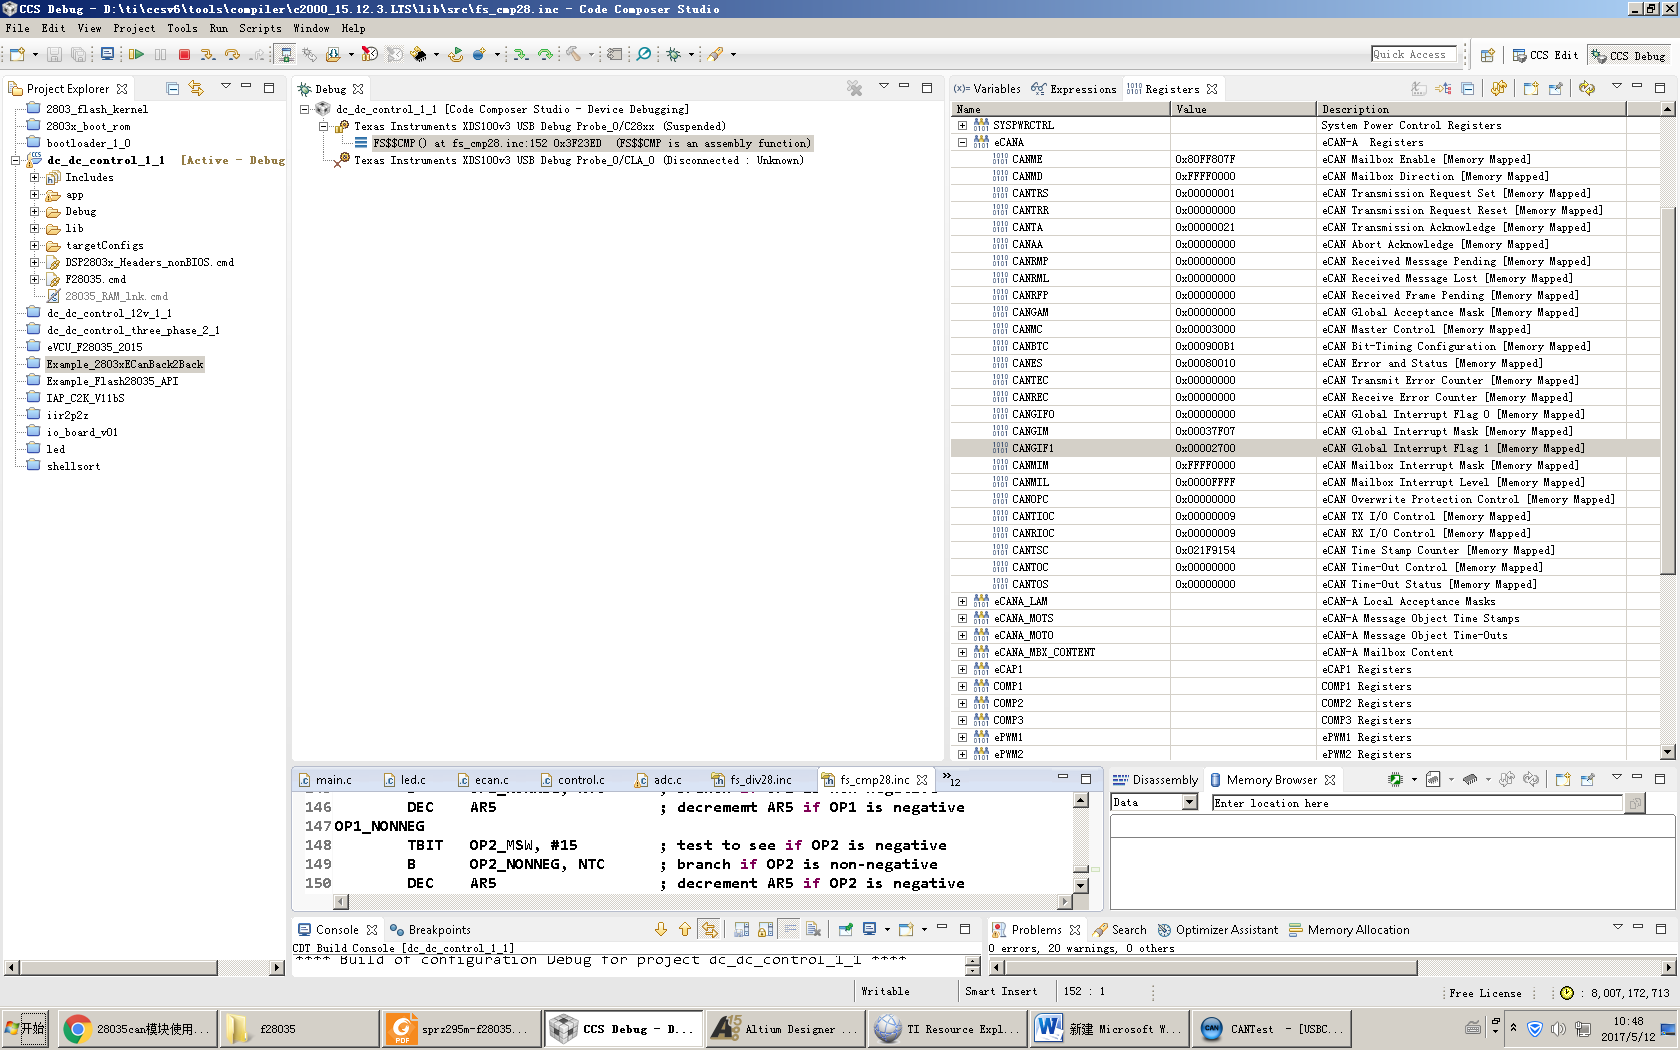 CCS Debug - D:\ti\ccsv6\tools\compiler\c2000_15.12.3.LTS\lib\src\fs_cmp28.inc - Code Composer Studio
File Edit View Project Tools Run Scripts Window Help
Quick Access
CCS Edit
CCS Debug
Project Explorer
2803_flash_kernel
2803x_boot_rom
bootloader_1_0
dc_dc_control_1_1 [Active - Debug
Includes
app
Debug
lib
targetConfigs
DSP2803x_Headers_nonBIOS.cmd
F28035.cmd
28035_RAM_lnk.cmd
dc_dc_control_12v_1_1
dc_dc_control_three_phase_2_1
eVCU_F28035_2015
Example_2803xECanBack2Back
Example_Flash28035_API
IAP_C2K_V11bS
iir2p2z
io_board_v01
led
shellsort
Debug
dc_dc_control_1_1 [Code Composer Studio - Device Debugging]
Texas Instruments XDS100v3 USB Debug Probe_0/C28xx (Suspended)
FS$$CMP() at fs_cmp28.inc:152 0x3F23ED (FS$$CMP is an assembly function)
Texas Instruments XDS100v3 USB Debug Probe_0/CLA_0 (Disconnected : Unknown)
(x)= Variables Expressions Registers
Name Value Description
SYSPWRCTRL System Power Control Registers
eCANA eCAN-A Registers
CANME 0x80FF807F eCAN Mailbox Enable [Memory Mapped]
CANMD 0xFFFF0000 eCAN Mailbox Direction [Memory Mapped]
CANTRS 0x00000001 eCAN Transmission Request Set [Memory Mapped]
CANTRR 0x00000000 eCAN Transmission Request Reset [Memory Mapped]
CANTA 0x00000021 eCAN Transmission Acknowledge [Memory Mapped]
CANAA 0x00000000 eCAN Abort Acknowledge [Memory Mapped]
CANRMP 0x00000000 eCAN Received Message Pending [Memory Mapped]
CANRML 0x00000000 eCAN Received Message Lost [Memory Mapped]
CANRFP 0x00000000 eCAN Received Frame Pending [Memory Mapped]
CANGAM 0x00000000 eCAN Global Acceptance Mask [Memory Mapped]
CANMC 0x00003000 eCAN Master Control [Memory Mapped]
CANBTC 0x000900B1 eCAN Bit-Timing Configuration [Memory Mapped]
CANES 0x00080010 eCAN Error and Status [Memory Mapped]
CANTEC 0x00000000 eCAN Transmit Error Counter [Memory Mapped]
CANREC 0x00000000 eCAN Receive Error Counter [Memory Mapped]
CANGIF0 0x00000000 eCAN Global Interrupt Flag 0 [Memory Mapped]
CANGIM 0x00037F07 eCAN Global Interrupt Mask [Memory Mapped]
CANGIF1 0x00002700 eCAN Global Interrupt Flag 1 [Memory Mapped]
CANMIM 0xFFFF0000 eCAN Mailbox Interrupt Mask [Memory Mapped]
CANMIL 0x0000FFFF eCAN Mailbox Interrupt Level [Memory Mapped]
CANOPC 0x00000000 eCAN Overwrite Protection Control [Memory Mapped]
CANTIOC 0x00000009 eCAN TX I/O Control [Memory Mapped]
CANRIOC 0x00000009 eCAN RX I/O Control [Memory Mapped]
CANTSC 0x021F9154 eCAN Time Stamp Counter [Memory Mapped]
CANTOC 0x00000000 eCAN Time-Out Control [Memory Mapped]
CANTOS 0x00000000 eCAN Time-Out Status [Memory Mapped]
eCANA_LAM eCAN-A Local Acceptance Masks
eCANA_MOTS eCAN-A Message Object Time Stamps
eCANA_MOTO eCAN-A Message Object Time-Outs
eCANA_MBX_CONTENT eCAN-A Mailbox Content
eCAP1 eCAP1 Registers
COMP1 COMP1 Registers
COMP2 COMP2 Registers
COMP3 COMP3 Registers
ePWM1 ePWM1 Registers
ePWM2 ePWM2 Registers
main.c led.c ecan.c control.c adc.c fs_div28.inc fs_cmp28.inc »12
146 DEC AR5 ; decrememt AR5 if OP1 is negative
147 OP1_NONNEG
148 TBIT OP2_MSW, #15 ; test to see if OP2 is negative
149 B OP2_NONNEG, NTC ; branch if OP2 is non-negative
150 DEC AR5 ; decrement AR5 if OP2 is negative
Disassembly Memory Browser
Data Enter location here
Console Breakpoints
CDT Build Console [dc_dc_control_1_1]
**** Build of configuration Debug for project dc_dc_control_1_1 ****
Problems Search Optimizer Assistant Memory Allocation
0 errors, 20 warnings, 0 others
Writable Smart Insert 152 : 1 Free License : 8,007,172,713
开始 28035can模块使用... f28035 sprz295m-f28035... CCS Debug - D... Altium Designer ... TI Resource Expl... 新建 Microsoft W... CANTest - [USBC...
10:48
2017/5/12